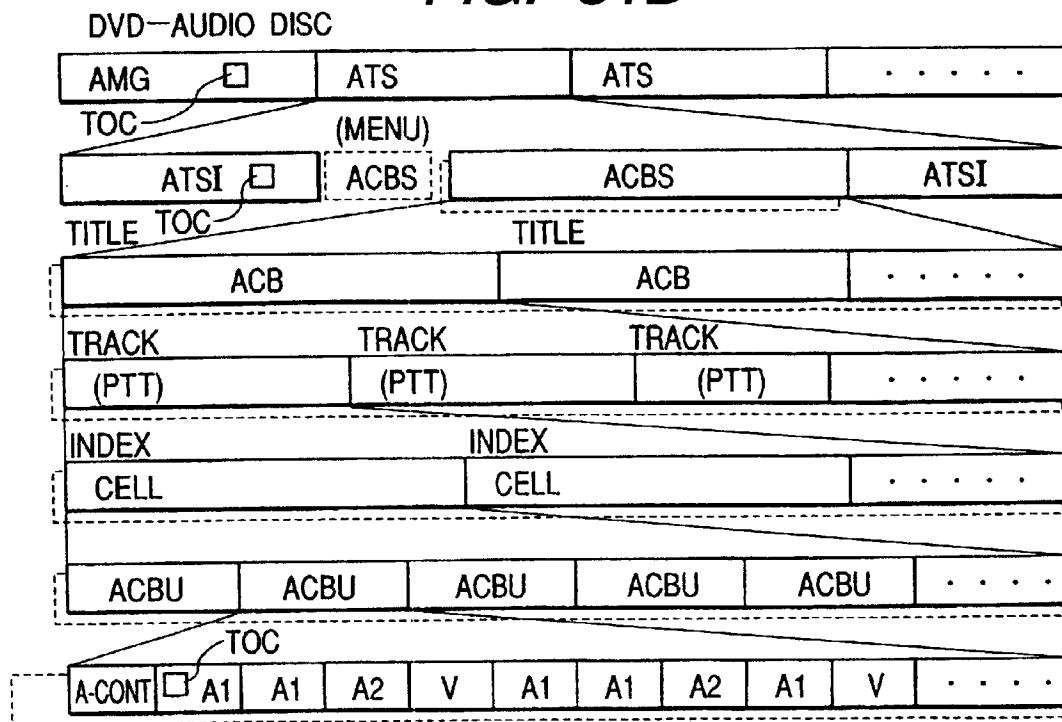 DVD-AUDIO DISC
AMG ATS ATS . . . . .
TOC
(MENU)
ATSI ACBS ACBS ATSI
TOC
TITLE TITLE
ACB ACB . . . . .
TRACK TRACK TRACK
(PTT) (PTT) (PTT) . . . . .
INDEX INDEX
CELL CELL . . . . .
ACBU ACBU ACBU ACBU ACBU . . . .
TOC
A-CONT A1 A1 A2 V A1 A1 A2 A1 V . . . .